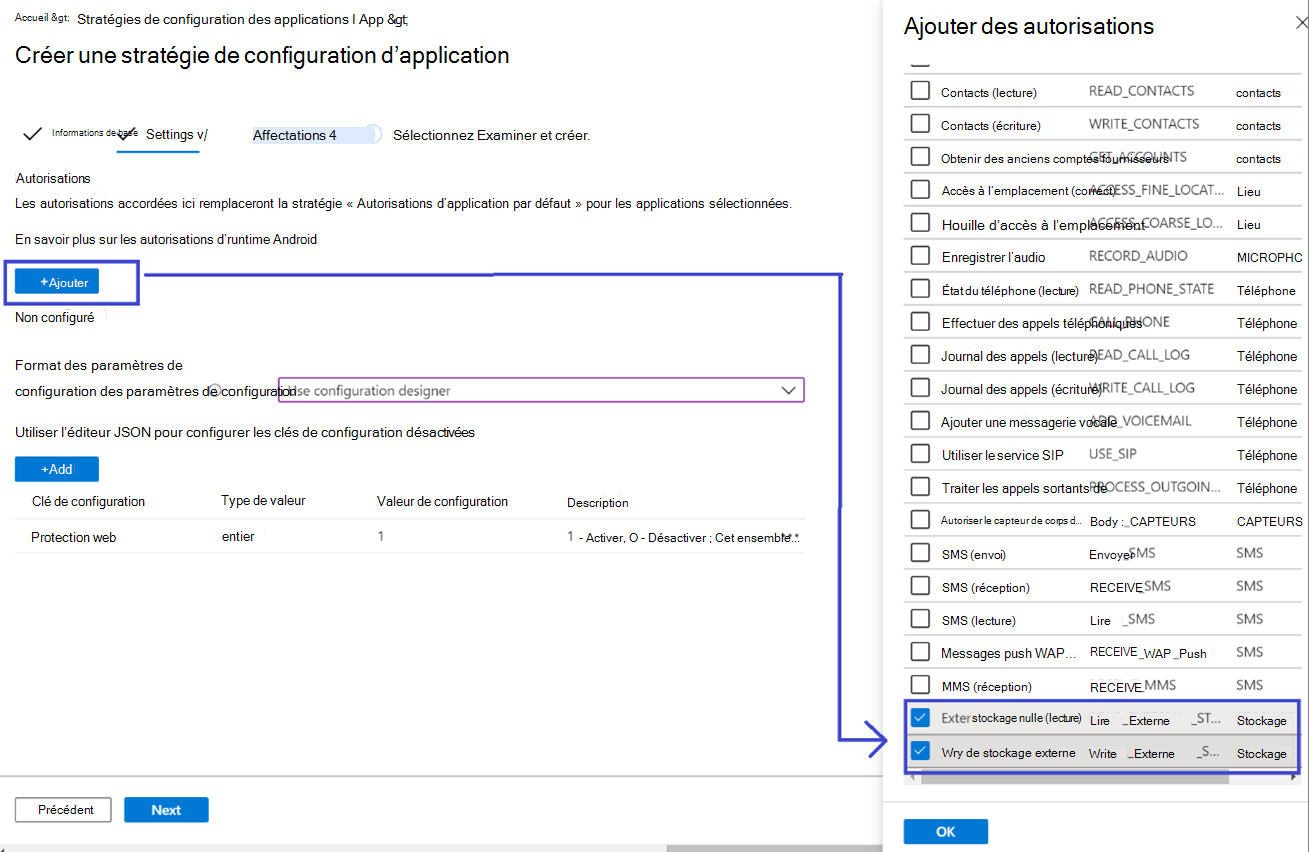 Accueil &gt; Stratégies de configuration des applications I App &gt;
Créer une stratégie de configuration d'application
Informations de base Settings v/ Affectations 4 Sélectionnez Examiner et créer.
Autorisations
Les autorisations accordées ici remplaceront la stratégie « Autorisations d'application par défaut » pour les applications sélectionnées.
En savoir plus sur les autorisations d'runtime Android
+Ajouter
Non configuré
Format des paramètres de
configuration des paramètres de configuration Use configuration designer
Utiliser l'éditeur JSON pour configurer les clés de configuration désactivées
+Add
Clé de configuration Type de valeur Valeur de configuration Description
Protection web entier 1 1 - Activer, O - Désactiver ; Cet ensemble...
Précédent Next
Ajouter des autorisations
Contacts (lecture) READ_CONTACTS contacts
Contacts (écriture) WRITE_CONTACTS contacts
Obtenir des anciens comptes fournisseurs GET_ACCOUNTS contacts
Accès à l'emplacement (correct) ACCESS_FINE_LOCAT... Lieu
Houille d'accès à l'emplacement ACCESS_COARSE_LO... Lieu
Enregistrer l'audio RECORD_AUDIO MICROPHC
État du téléphone (lecture) READ_PHONE_STATE Téléphone
Effectuer des appels téléphoniques CALL_PHONE Téléphone
Journal des appels (lecture) READ_CALL_LOG Téléphone
Journal des appels (écriture) WRITE_CALL_LOG Téléphone
Ajouter une messagerie vocale ADD_VOICEMAIL Téléphone
Utiliser le service SIP USE_SIP Téléphone
Traiter les appels sortants de PROCESS_OUTGOIN... Téléphone
Autoriser le capteur de corps d... Body :_CAPTEURS CAPTEURS
SMS (envoi) Envoyer_SMS SMS
SMS (réception) RECEIVE_SMS SMS
SMS (lecture) Lire _SMS SMS
Messages push WAP... RECEIVE_WAP_Push SMS
MMS (réception) RECEIVE_MMS SMS
Exter stockage nulle (lecture) Lire _Externe _ST... Stockage
Wry de stockage externe Write _Externe _S... Stockage
OK